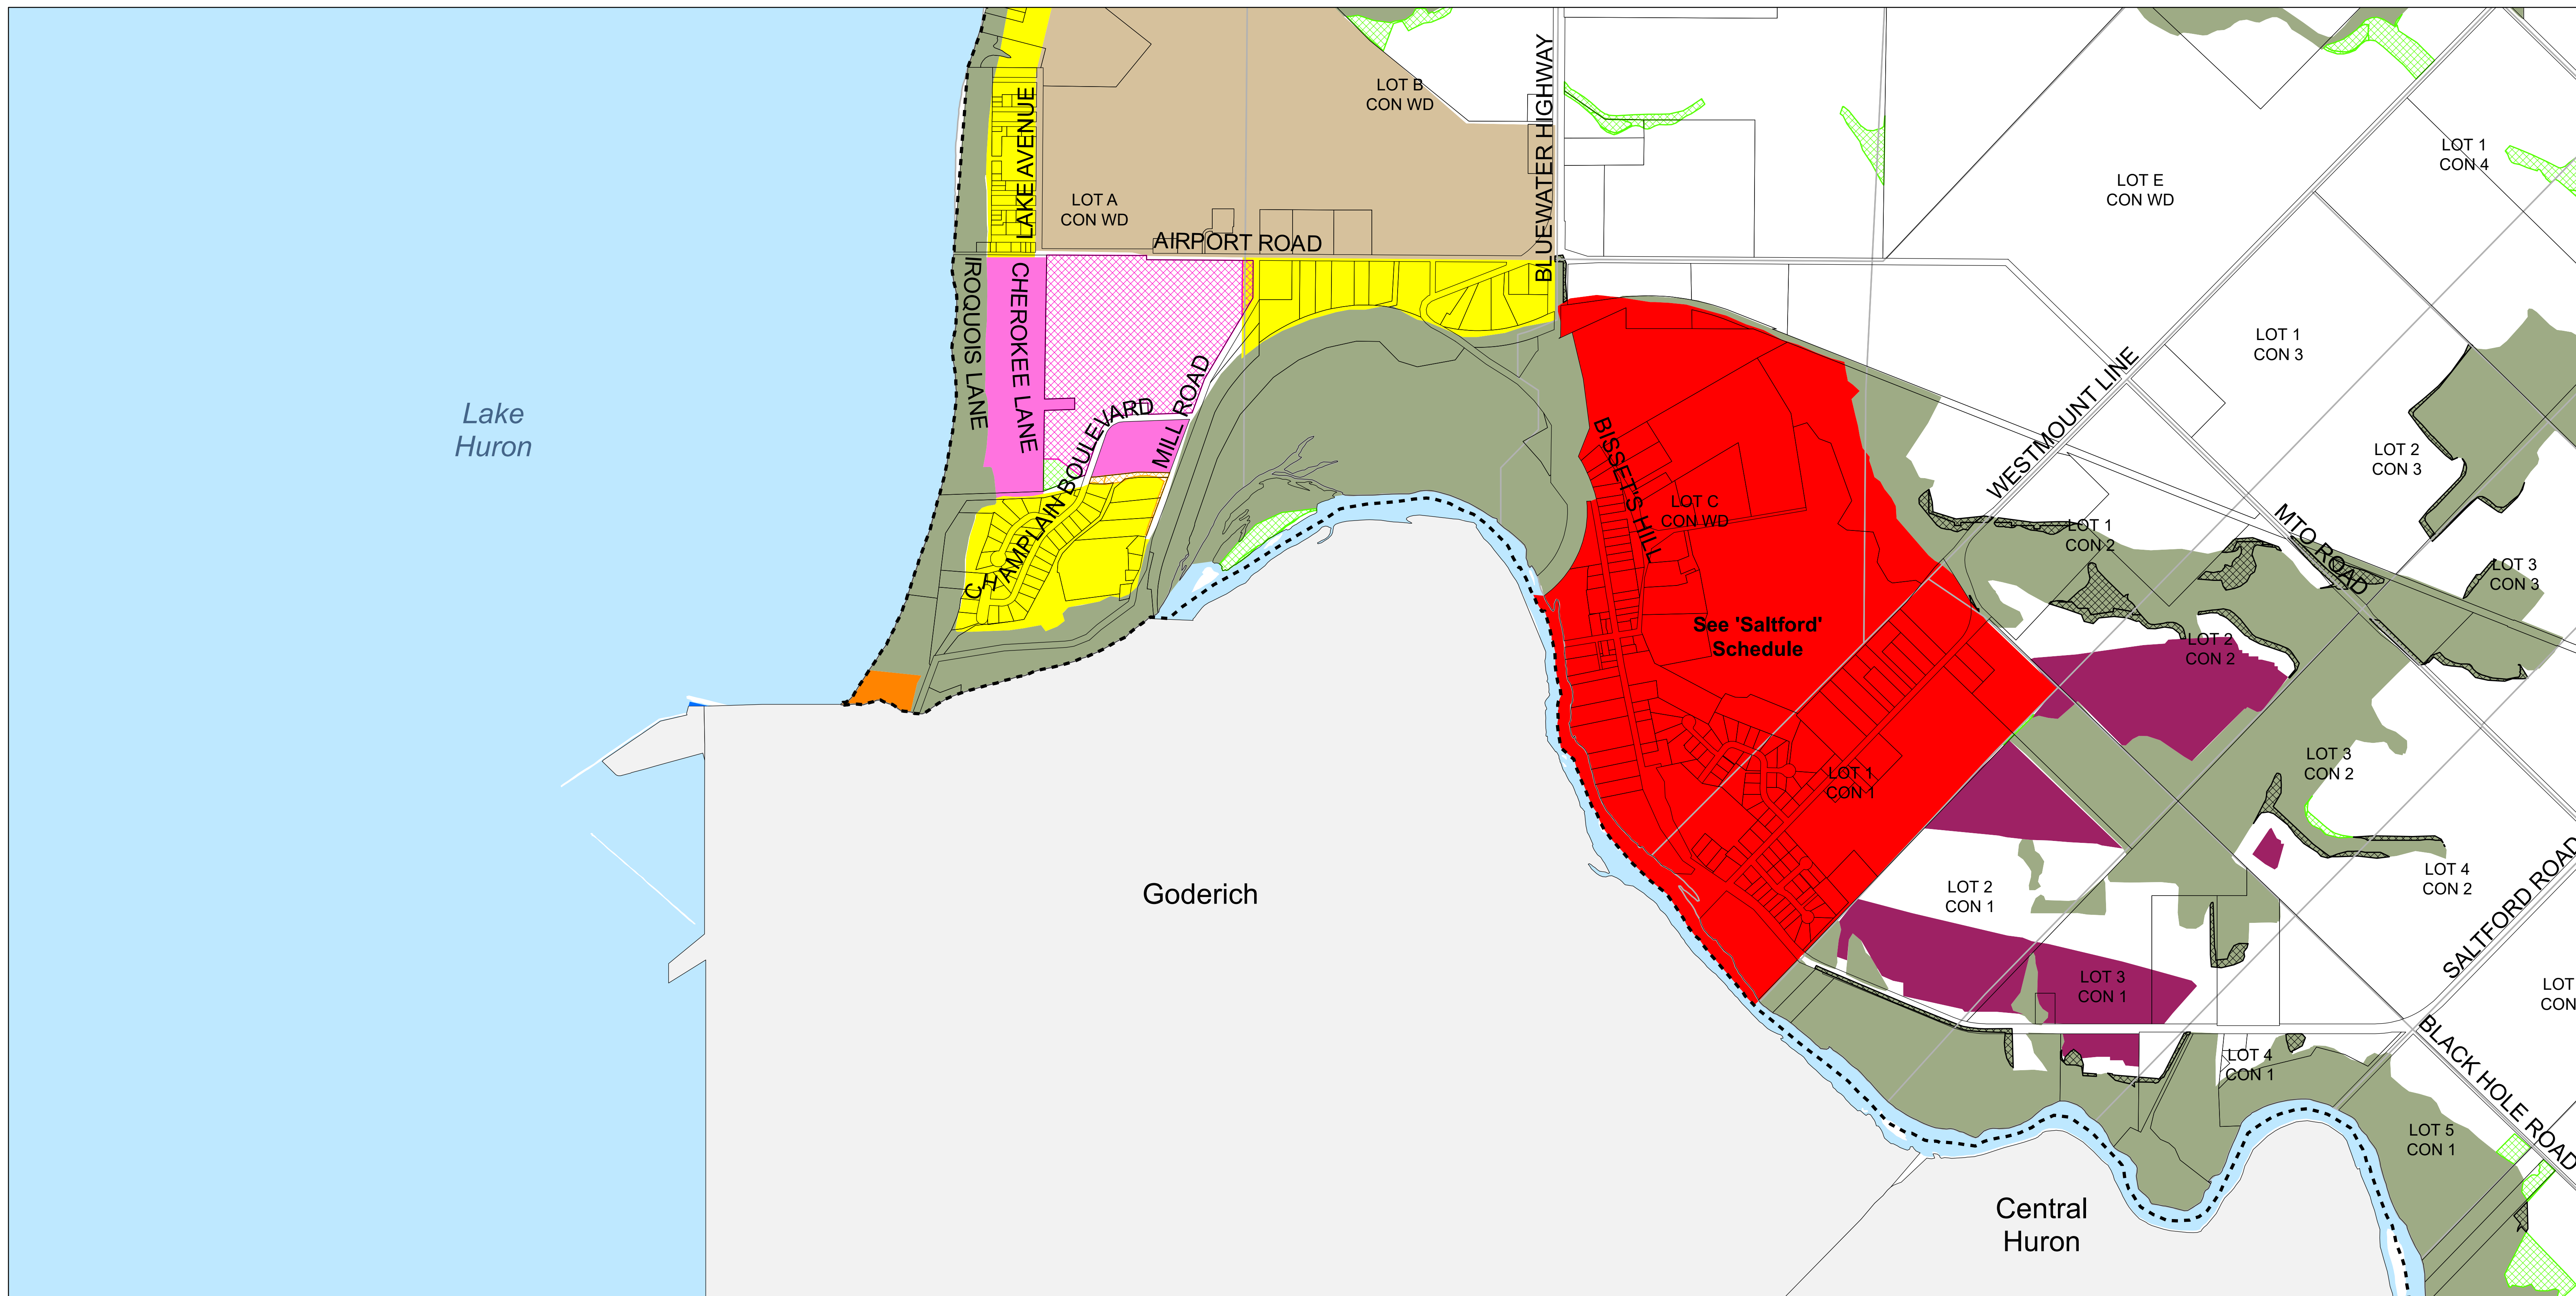 LOT B
CON WD
BLUEWATER HIGHWAY
LAKE AVENUE
LOT A
CON WD
AIRPORT ROAD
LOT E
CON WD
LOT 1
CON 4
IROQUOIS LANE
CHEROKEE LANE
CHAMPLAIN BOULEVARD
MILL ROAD
Lake
Huron
BISSET'S HILL
LOT C
CON WD
WESTMOUNT LINE
LOT 1
CON 3
LOT 2
CON 3
LOT 1
CON 2
MTO ROAD
LOT 3
CON 3
See 'Saltford'
Schedule
LOT 2
CON 2
LOT 1
CON 1
LOT 3
CON 2
LOT 4
CON 2
SALTFORD ROAD
Goderich
LOT 2
CON 1
LOT 3
CON 1
LOT
CON
LOT 4
CON 1
BLACK HOLE ROAD
LOT 5
CON 1
Central
Huron